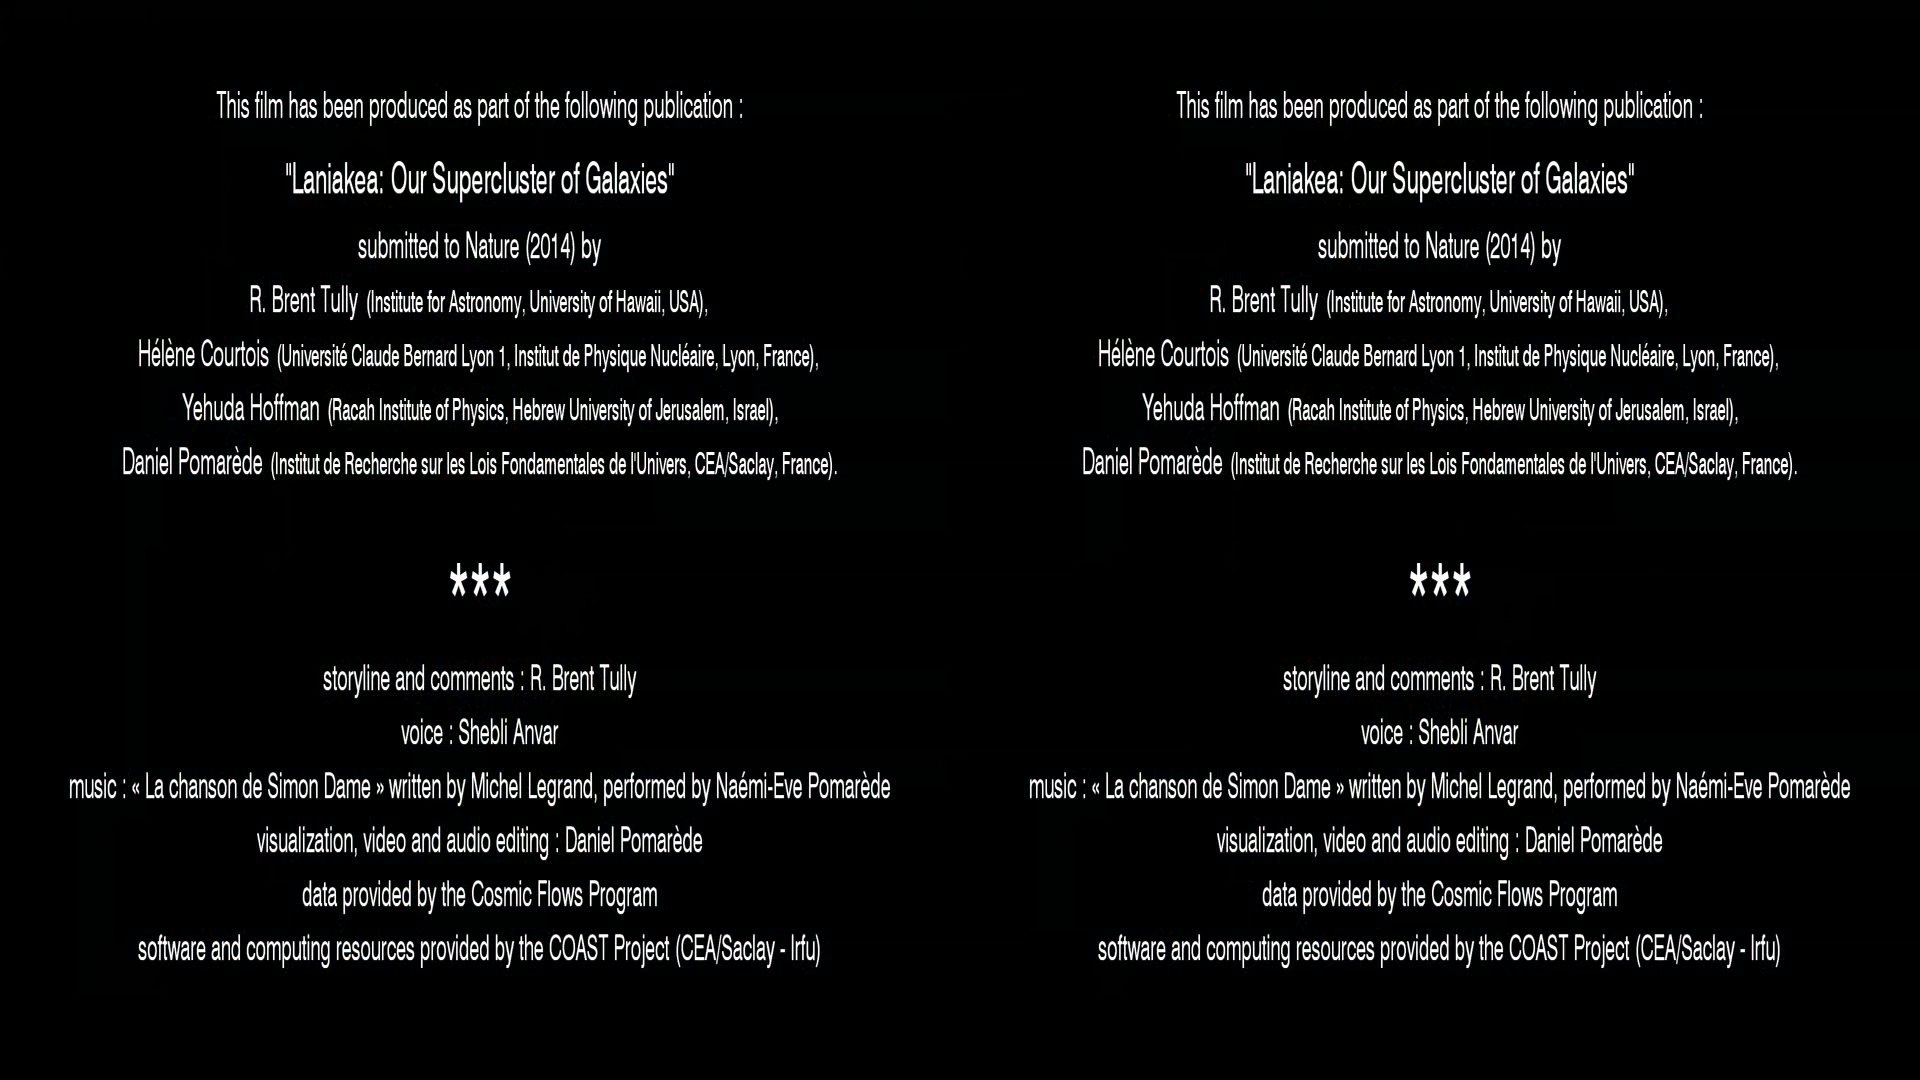 This film has been produced as part of the following publication :
"Laniakea: Our Supercluster of Galaxies"
submitted to Nature (2014) by
R. Brent Tully (Institute for Astronomy, University of Hawaii, USA),
Hélène Courtois (Université Claude Bernard Lyon 1, Institut de Physique Nucléaire, Lyon, France),
Yehuda Hoffman (Racah Institute of Physics, Hebrew University of Jerusalem, Israel),
Daniel Pomarède (Institut de Recherche sur les Lois Fondamentales de l'Univers, CEA/Saclay, France).
***
storyline and comments : R. Brent Tully
voice : Shebli Anvar
music : « La chanson de Simon Dame » written by Michel Legrand, performed by Naémi-Eve Pomarède
visualization, video and audio editing : Daniel Pomarède
data provided by the Cosmic Flows Program
software and computing resources provided by the COAST Project (CEA/Saclay - Irfu)
This film has been produced as part of the following publication :
"Laniakea: Our Supercluster of Galaxies"
submitted to Nature (2014) by
R. Brent Tully (Institute for Astronomy, University of Hawaii, USA),
Hélène Courtois (Université Claude Bernard Lyon 1, Institut de Physique Nucléaire, Lyon, France),
Yehuda Hoffman (Racah Institute of Physics, Hebrew University of Jerusalem, Israel),
Daniel Pomarède (Institut de Recherche sur les Lois Fondamentales de l'Univers, CEA/Saclay, France).
***
storyline and comments : R. Brent Tully
voice : Shebli Anvar
music : « La chanson de Simon Dame » written by Michel Legrand, performed by Naémi-Eve Pomarède
visualization, video and audio editing : Daniel Pomarède
data provided by the Cosmic Flows Program
software and computing resources provided by the COAST Project (CEA/Saclay - Irfu)